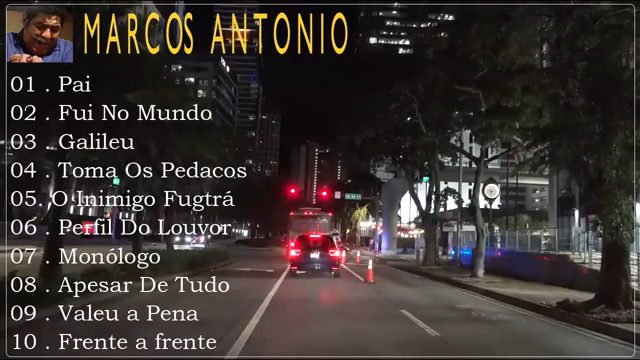 MARCOS ANTONIO
01 . Pai
02 . Fui No Mundo
03 . Galileu
04 . Toma Os Pedacos
05. O Inimigo Fugtrá
06 . Perfil Do Louvor
07 . Monólogo
08 . Apesar De Tudo
09 . Valeu a Pena
10 . Frente a frente